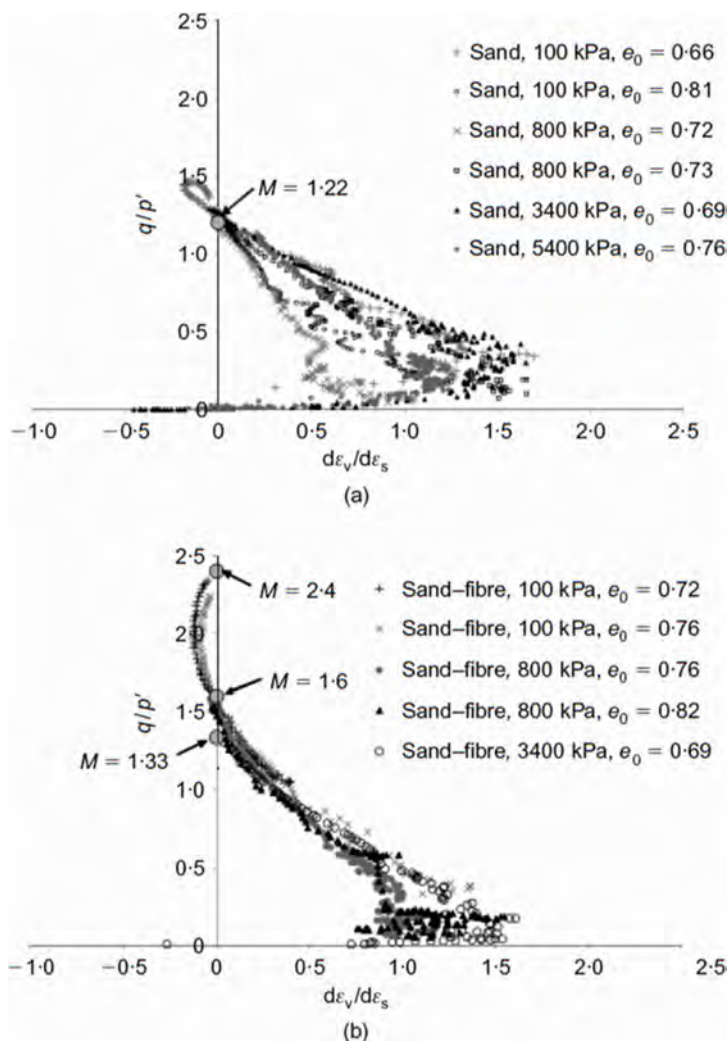 2·5
Sand, 100 kPa, e0 = 0·66
Sand, 100 kPa, e0 = 0·81
2·0
Sand, 800 kPa, e0 = 0·72
Sand, 800 kPa, e0 = 0·73
1·5
M = 1·22
Sand, 3400 kPa, e0 = 0·69
Sand, 5400 kPa, e0 = 0·76
q/p′
1·0
0·5
0
−1·0
−0·5
0
0·5
1·0
1·5
2·0
2·5
dεv/dεs
(a)
2·5
M = 2·4
Sand–fibre, 100 kPa, e0 = 0·72
2·0
Sand–fibre, 100 kPa, e0 = 0·76
M = 1·6
Sand–fibre, 800 kPa, e0 = 0·76
q/p′
1·5
Sand–fibre, 800 kPa, e0 = 0·82
M = 1·33
Sand–fibre, 3400 kPa, e0 = 0·69
1·0
0·5
0
−1·0
−0·5
0
0·5
1·0
1·5
2·0
2·5
dεv/dεs
(b)